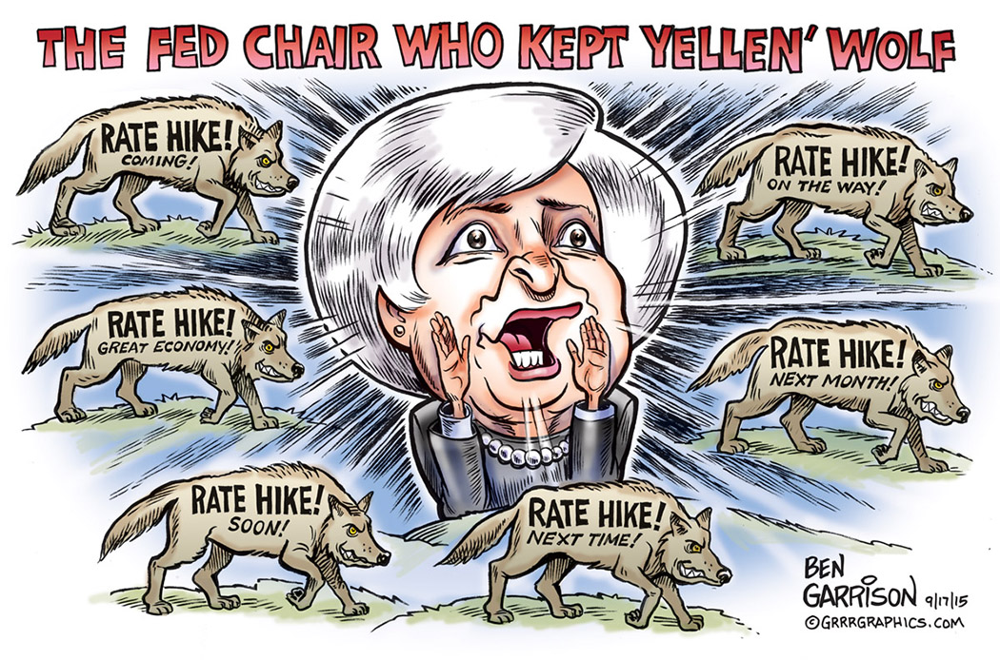 THE FED CHAIR WHO KEPT YELLEN' WOLF
RATE HIKE!
COMING!
RATE HIKE!
ON THE WAY!
RATE HIKE!
GREAT ECONOMY!
RATE HIKE!
NEXT MONTH!
RATE HIKE!
SOON!
RATE HIKE!
NEXT TIME!
BEN
GARRISON 9/17/15
©GRRRGRAPHICS.COM